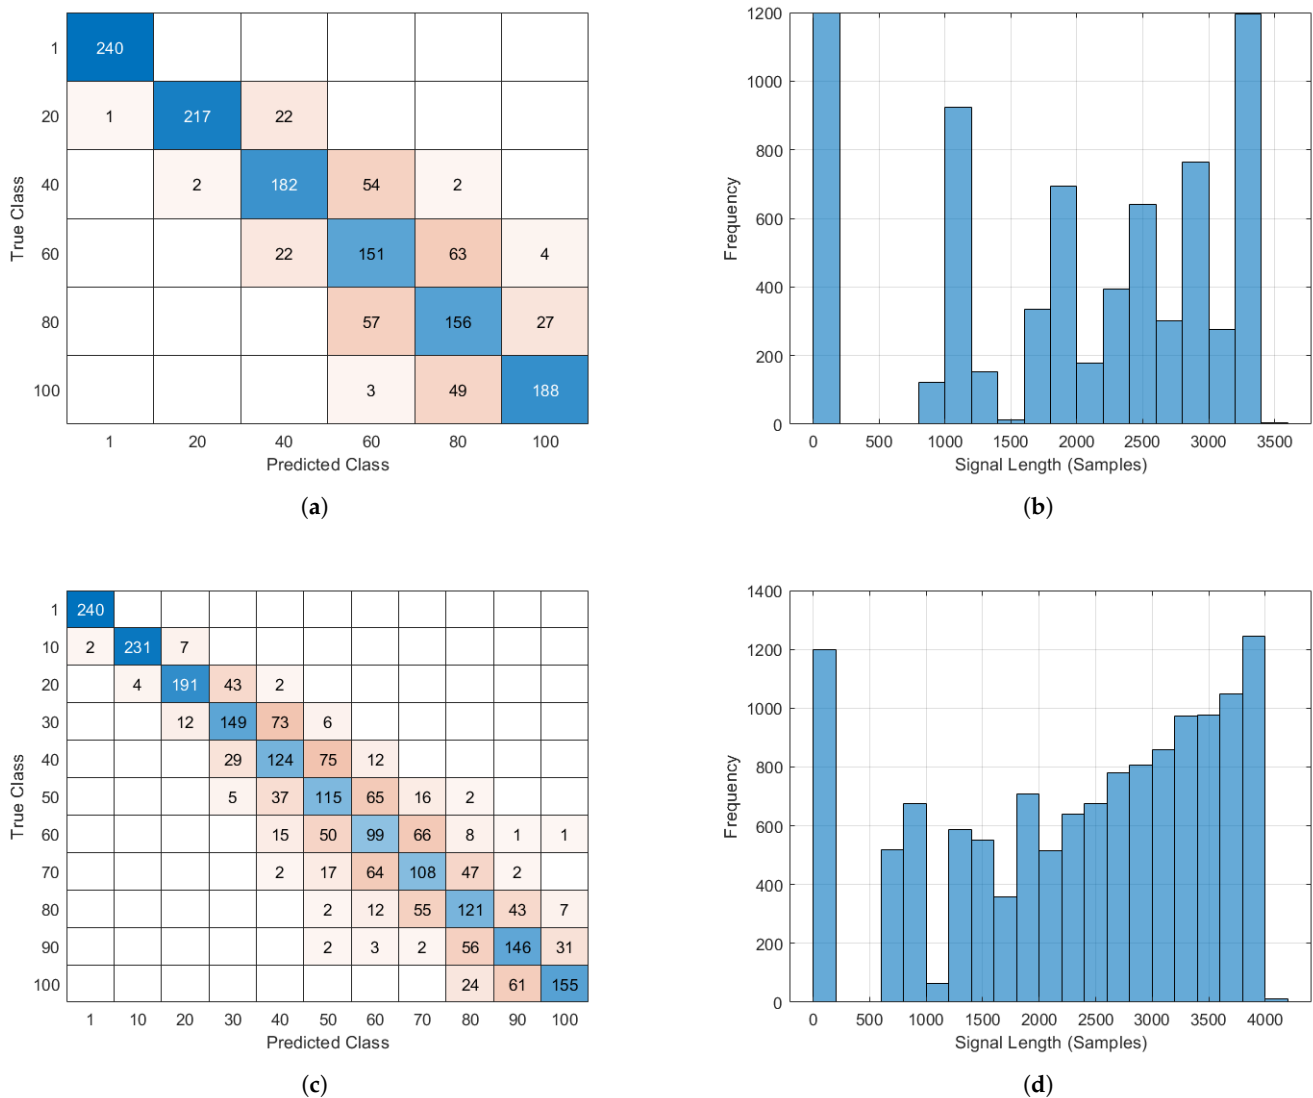 True Class
1 240
20 1 217 22
40 2 182 54 2
60 22 151 63 4
80 57 156 27
100 3 49 188
1 20 40 60 80 100
Predicted Class
(a)
Frequency
1200
1000
800
600
400
200
0
0 500 1000 1500 2000 2500 3000 3500
Signal Length (Samples)
(b)
True Class
1 240
10 2 231 7
20 4 191 43 2
30 12 149 73 6
40 29 124 75 12
50 5 37 115 65 16 2
60 15 50 99 66 8 1 1
70 2 17 64 108 47 2
80 2 12 55 121 43 7
90 2 3 2 56 146 31
100 24 61 155
1 10 20 30 40 50 60 70 80 90 100
Predicted Class
(c)
Frequency
1400
1200
1000
800
600
400
200
0
0 500 1000 1500 2000 2500 3000 3500 4000
Signal Length (Samples)
(d)